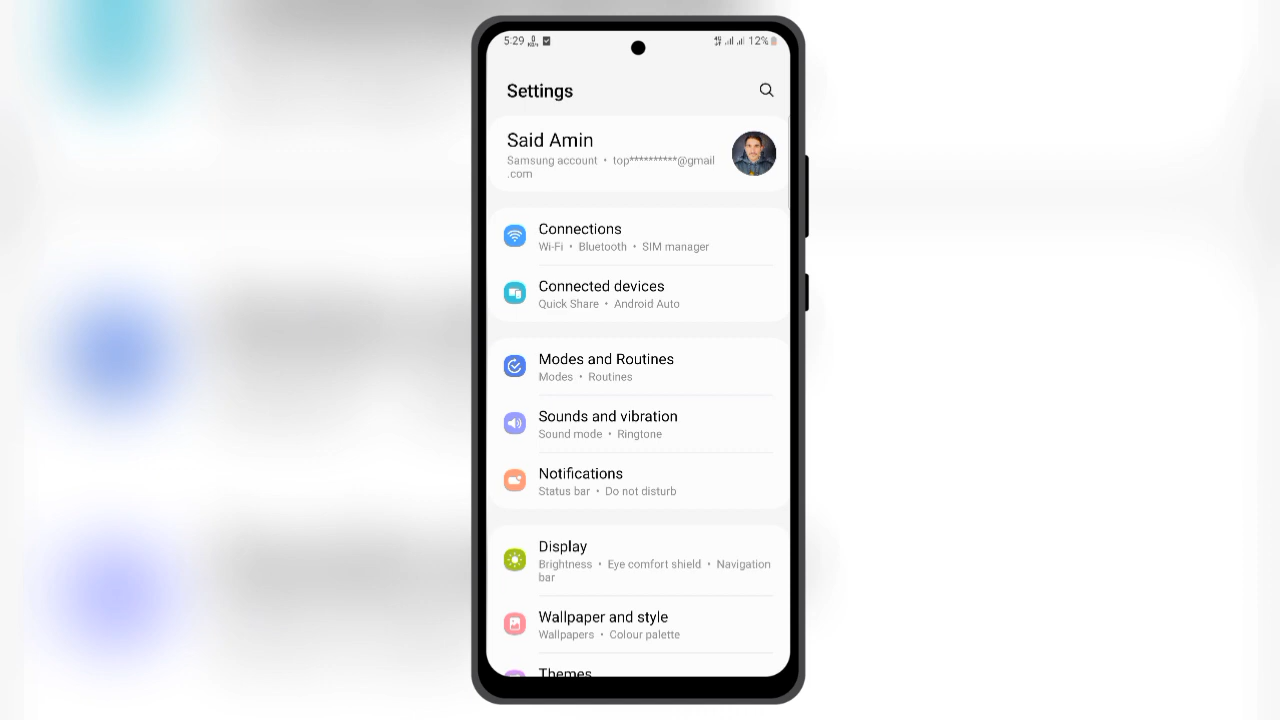 5:29
12%
Settings
Said Amin
Samsung account • top**********@gmail
.com
Connections
Wi-Fi • Bluetooth • SIM manager
Connected devices
Quick Share • Android Auto
Modes and Routines
Modes • Routines
Sounds and vibration
Sound mode • Ringtone
Notifications
Status bar • Do not disturb
Display
Brightness • Eye comfort shield • Navigation
bar
Wallpaper and style
Wallpapers • Colour palette
Themes